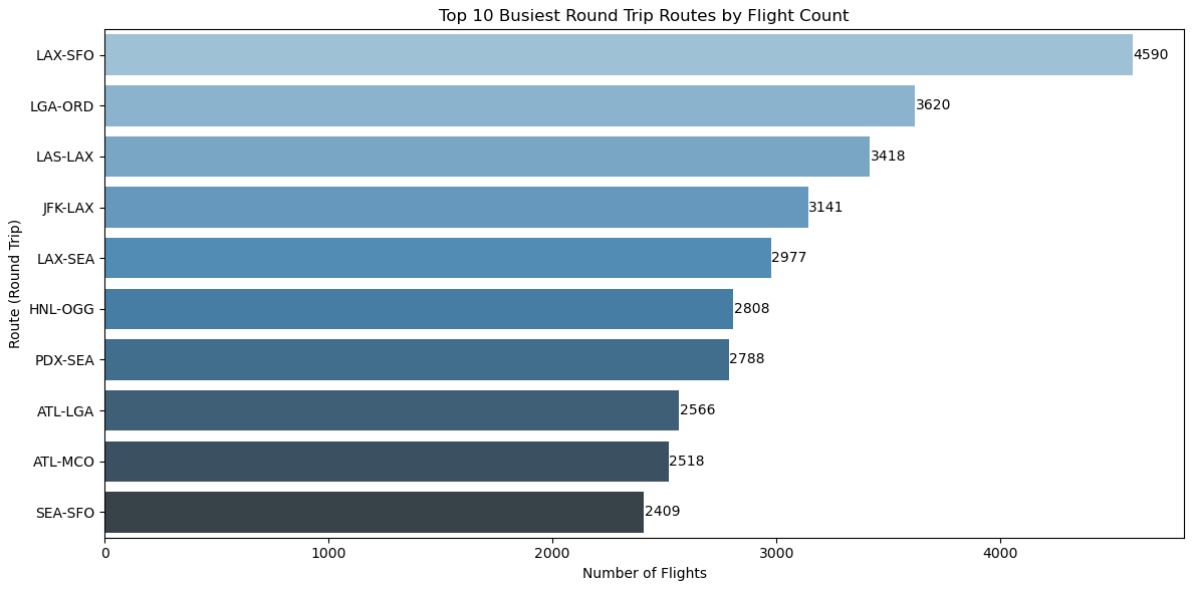 Top 10 Busiest Round Trip Routes by Flight Count
Route (Round Trip)
LAX-SFO 4590
LGA-ORD 3620
LAS-LAX 3418
JFK-LAX 3141
LAX-SEA 2977
HNL-OGG 2808
PDX-SEA 2788
ATL-LGA 2566
ATL-MCO 2518
SEA-SFO 2409
0 1000 2000 3000 4000
Number of Flights